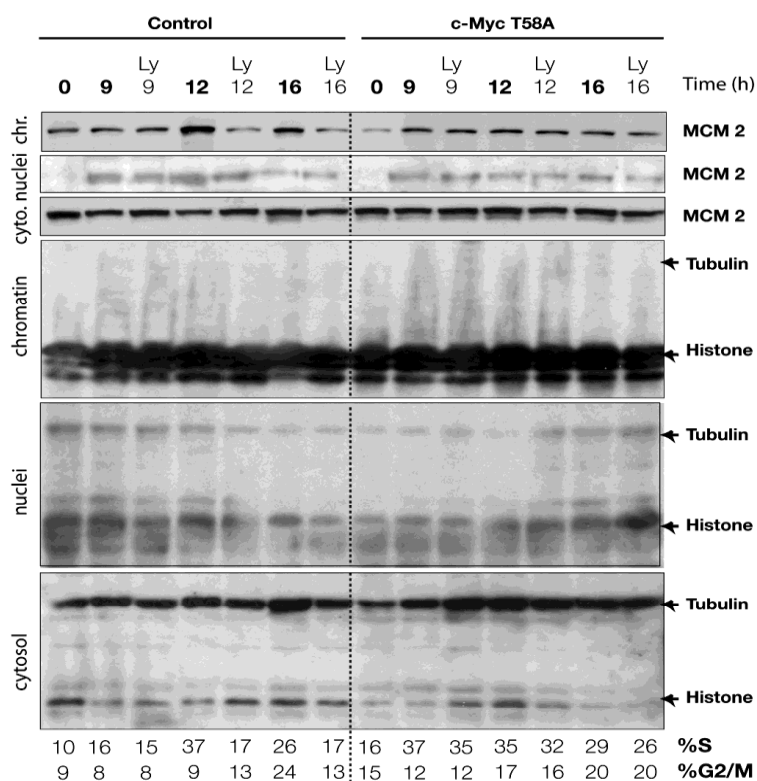 Control c-Myc T58A
Ly Ly Ly Ly Ly Ly
0 9 9 12 12 16 16 0 9 9 12 12 16 16 Time (h)
chr. MCM 2
nuclei MCM 2
cyto. MCM 2
chromatin
Tubulin
Histone
nuclei
Tubulin
Histone
cytosol
Tubulin
Histone
10 16 15 37 17 26 17 16 37 35 35 32 29 26 %S
9 8 8 9 13 24 13 15 12 12 17 16 20 20 %G2/M